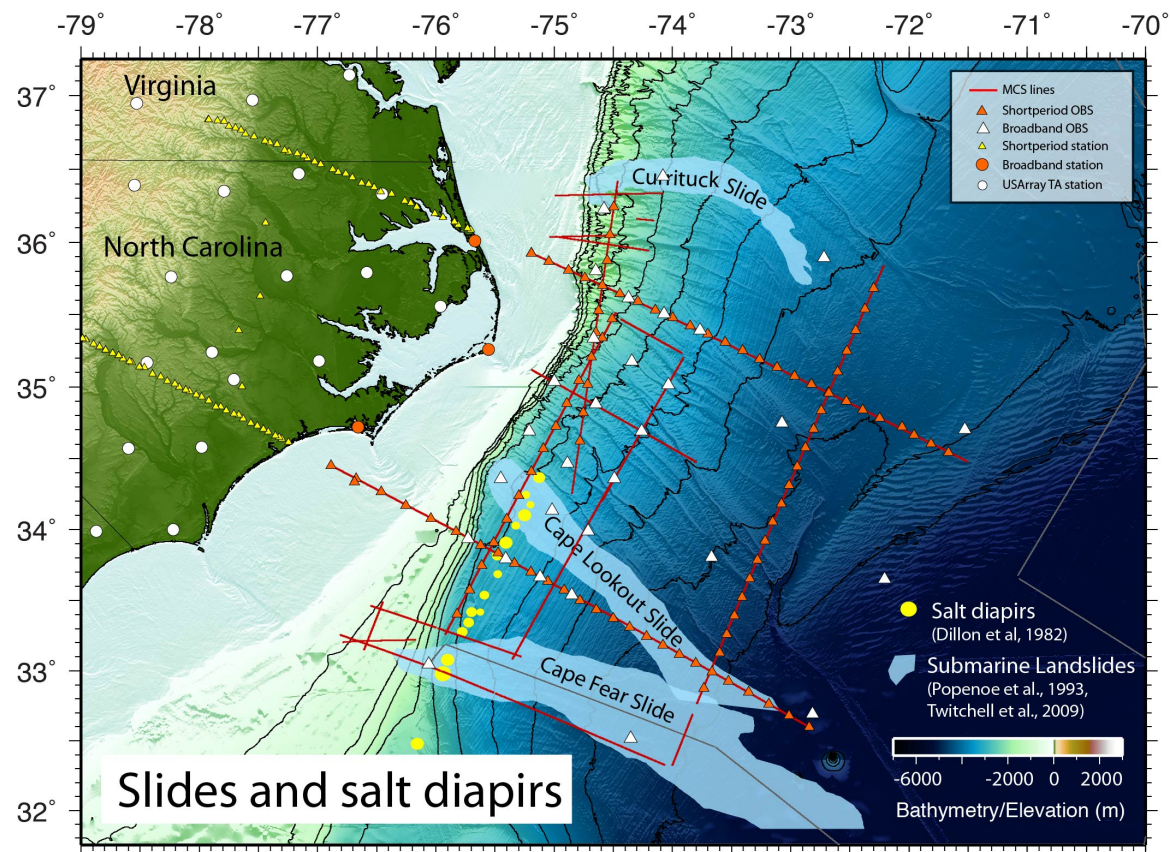 -79° -78° -77° -76° -75° -74° -73° -72° -71° -70°
37°
36°
35°
34°
33°
32°
Virginia
North Carolina
MCS lines
Shortperiod OBS
Broadband OBS
Shortperiod station
Broadband station
USArray TA station
Currituck Slide
Cape Lookout Slide
Cape Fear Slide
Salt diapirs
(Dillon et al, 1982)
Submarine Landslides
(Popenoe et al., 1993,
Twitchell et al., 2009)
-6000 -2000 0 2000
Bathymetry/Elevation (m)
Slides and salt diapirs